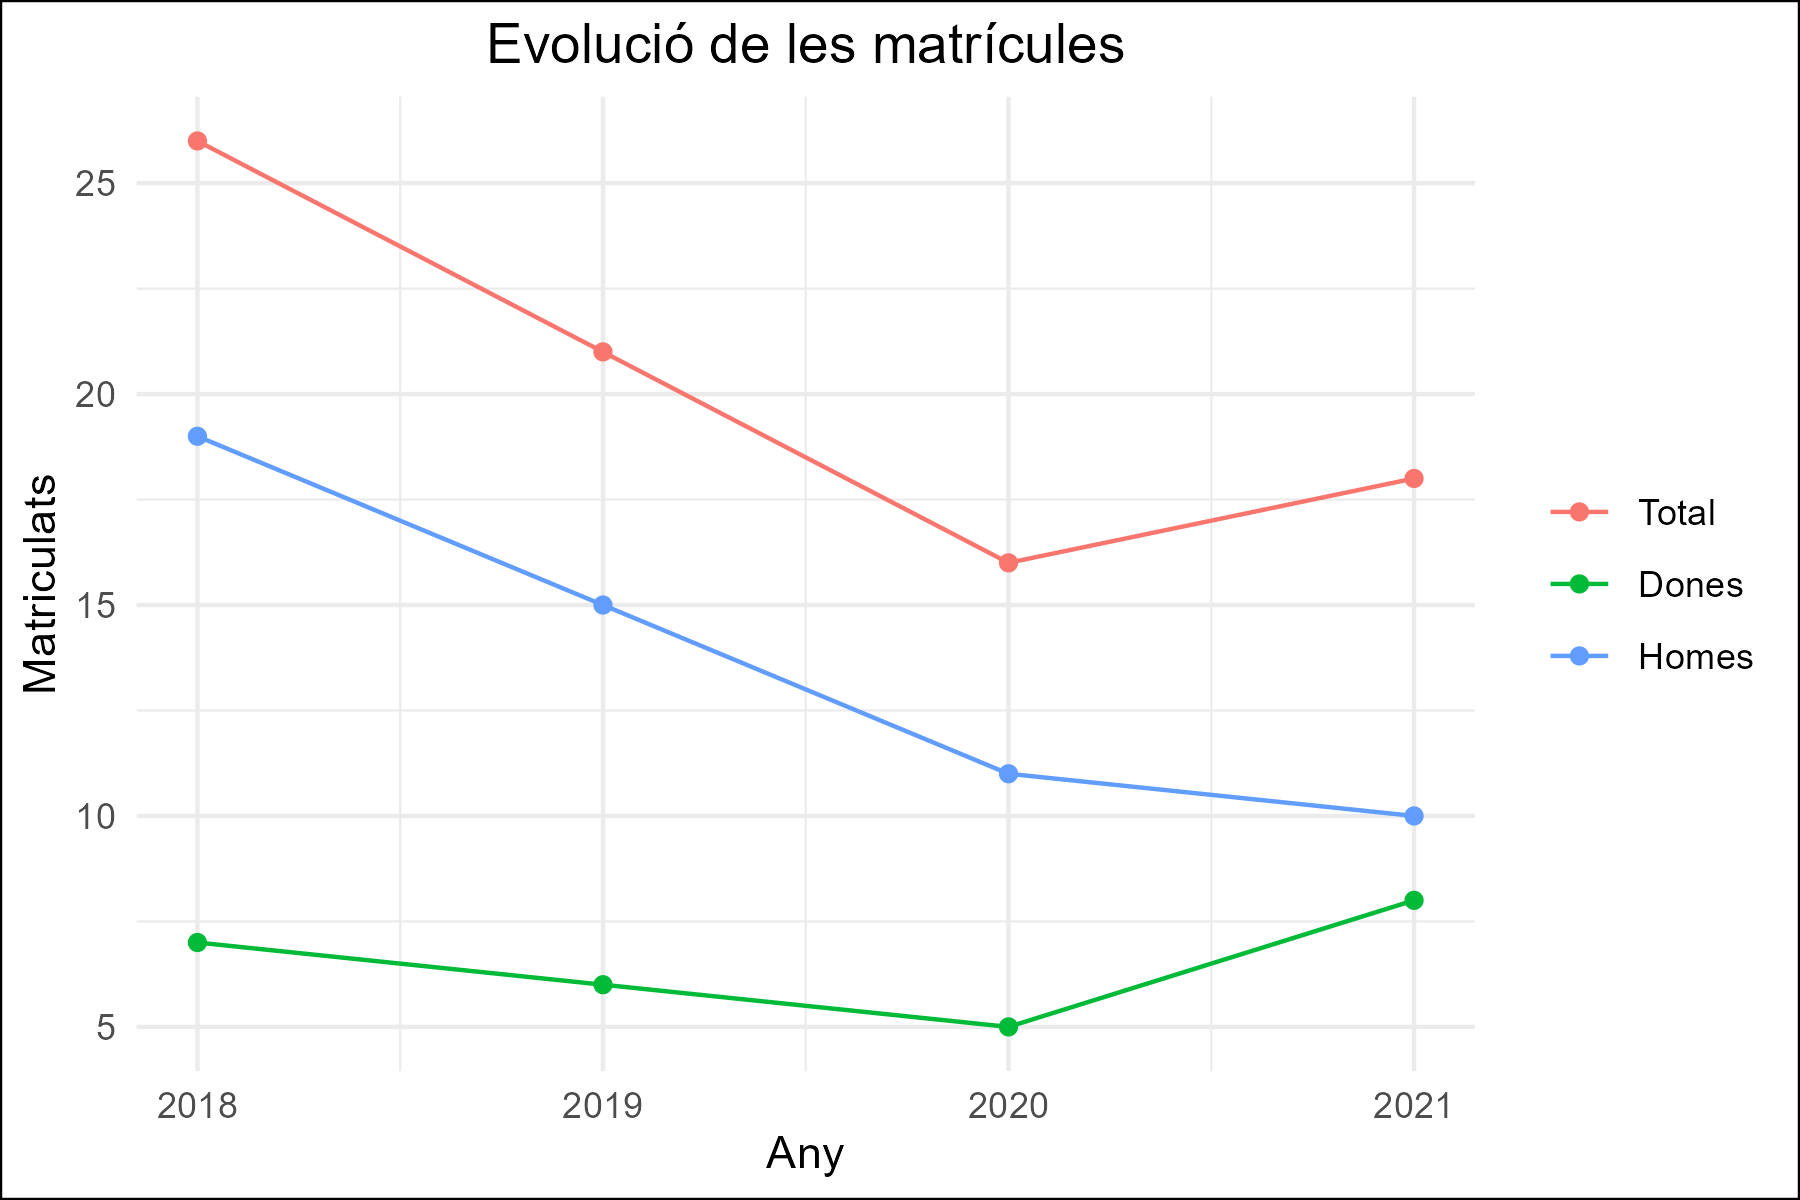 Evolució de les matrícules
25
20
15
10
5
Matriculats
2018 2019 2020 2021
Any
Total
Dones
Homes